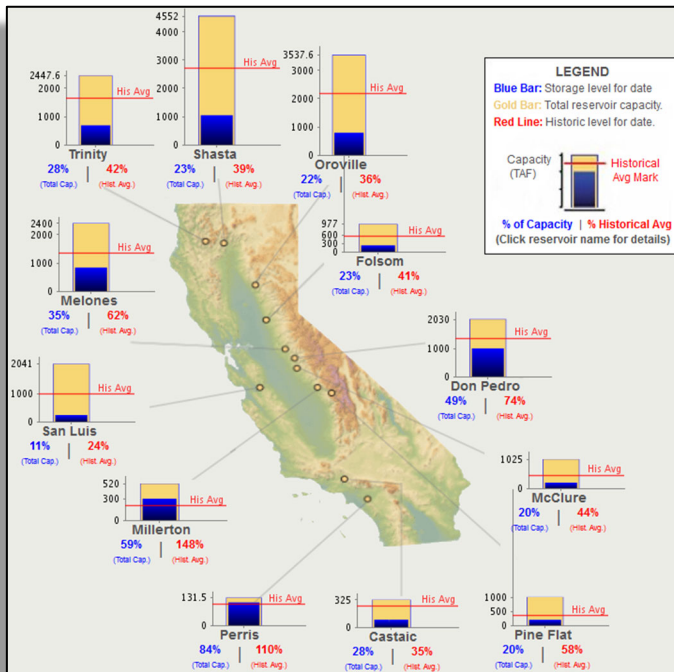 4552
4000
3000
2000
1000
0
His Avg
Shasta
23% | 39%
(Total Cap.) (Hist. Avg.)
2447.6
2000
1000
0
His Avg
Trinity
28% | 42%
(Total Cap.) (Hist. Avg.)
3537.6
3000
2000
1000
0
His Avg
Oroville
22% | 36%
(Total Cap.) (Hist. Avg.)
LEGEND
Blue Bar: Storage level for date
Gold Bar: Total reservoir capacity.
Red Line: Historic level for date.
Capacity
(TAF)
Historical
Avg Mark
% of Capacity | % Historical Avg
(Click reservoir name for details)
2400
2000
1000
0
His Avg
Melones
35% | 62%
(Total Cap.) (Hist. Avg.)
977
600
300
0
His Avg
Folsom
23% | 41%
(Total Cap.) (Hist. Avg.)
2030
1000
0
His Avg
Don Pedro
49% | 74%
(Total Cap.) (Hist. Avg.)
2041
1000
0
His Avg
San Luis
11% | 24%
(Total Cap.) (Hist. Avg.)
1025
0
His Avg
McClure
20% | 44%
(Total Cap.) (Hist. Avg.)
520
300
0
His Avg
Millerton
59% | 148%
(Total Cap.) (Hist. Avg.)
131.5
0
His Avg
Perris
84% | 110%
(Total Cap.) (Hist. Avg.)
325
0
His Avg
Castaic
28% | 35%
(Total Cap.) (Hist. Avg.)
1000
500
0
His Avg
Pine Flat
20% | 58%
(Total Cap.) (Hist. Avg.)